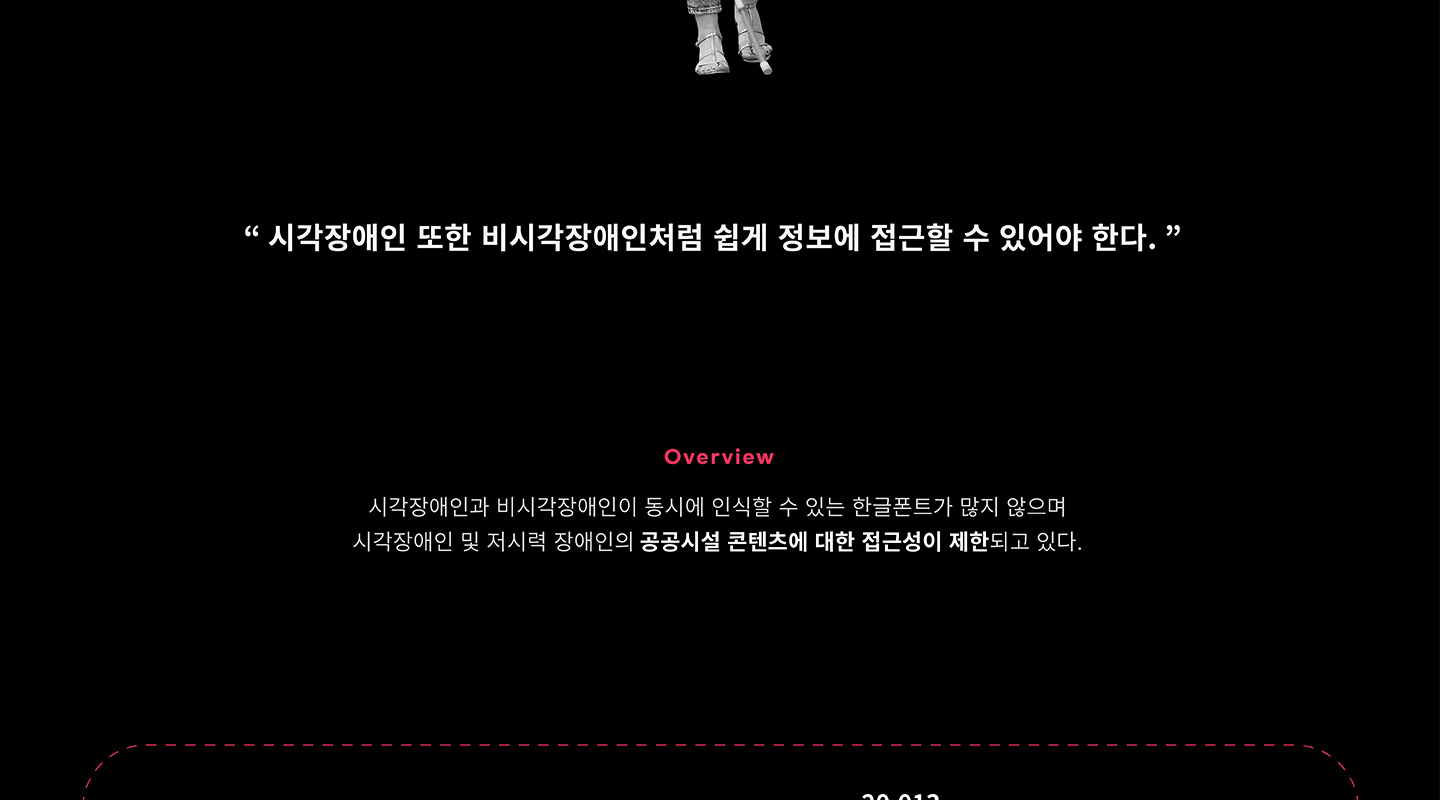 “ 시각장애인 또한 비시각장애인처럼 쉽게 정보에 접근할 수 있어야 한다. ”
Overview
시각장애인과 비시각장애인이 동시에 인식할 수 있는 한글폰트가 많지 않으며
시각장애인 및 저시력 장애인의 공공시설 콘텐츠에 대한 접근성이 제한되고 있다.